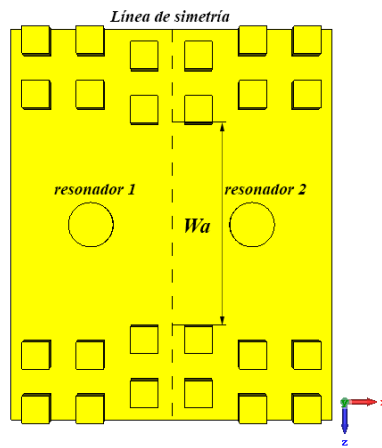 Línea de simetría
resonador 1
resonador 2
Wa
x
z